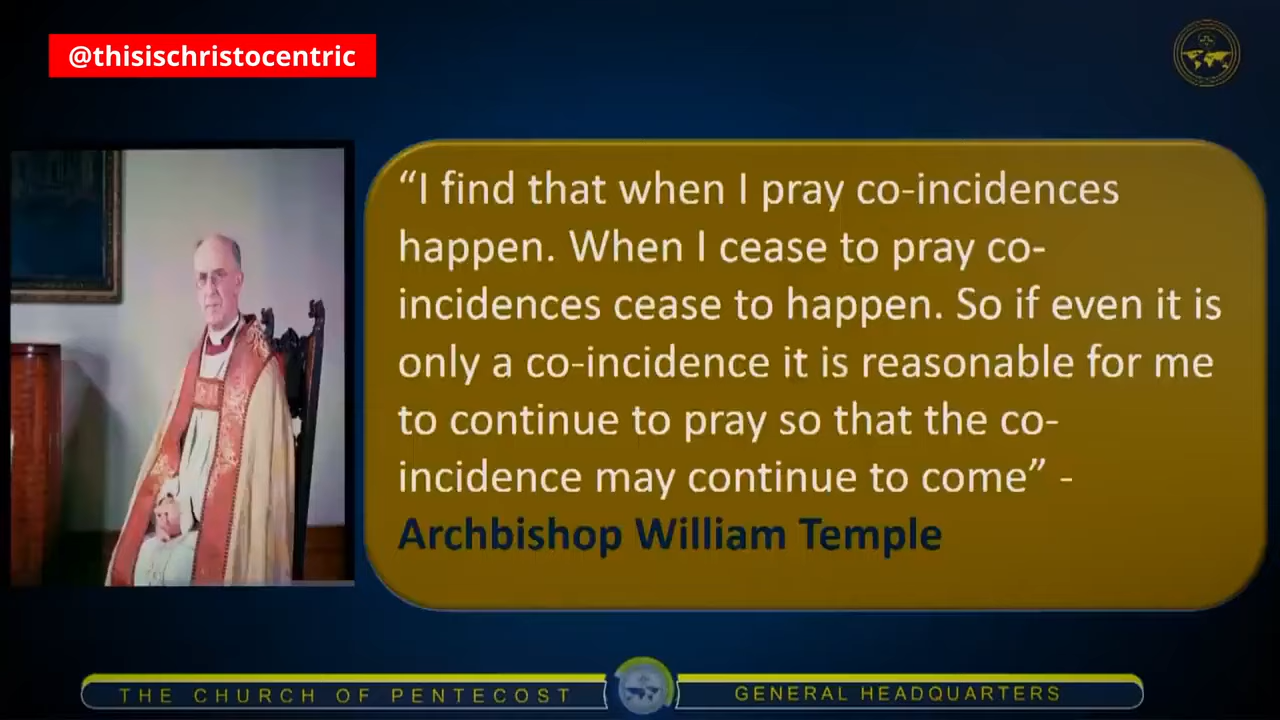 @thisischristocentric
“I find that when I pray co-incidences
happen. When I cease to pray co-
incidences cease to happen. So if even it is
only a co-incidence it is reasonable for me
to continue to pray so that the co-
incidence may continue to come” -
Archbishop William Temple
THE CHURCH OF PENTECOST
GENERAL HEADQUARTERS